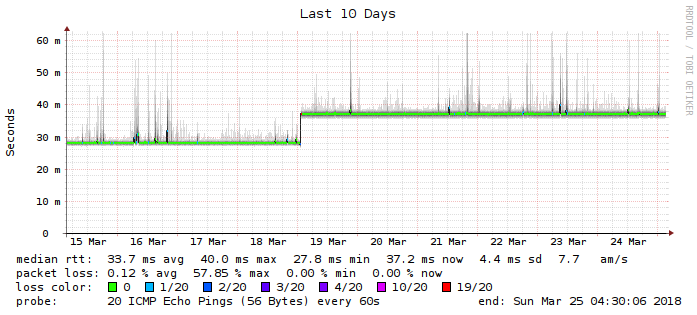 Last 10 Days
RRDTOOL / TOBI OETIKER
Seconds
60 m
50 m
40 m
30 m
20 m
10 m
0
15 Mar 16 Mar 17 Mar 18 Mar 19 Mar 20 Mar 21 Mar 22 Mar 23 Mar 24 Mar
median rtt: 33.7 ms avg 40.0 ms max 27.8 ms min 37.2 ms now 4.4 ms sd 7.7 am/s
packet loss: 0.12 % avg 57.85 % max 0.00 % min 0.00 % now
loss color: 0 1/20 2/20 3/20 4/20 10/20 19/20
probe: 20 ICMP Echo Pings (56 Bytes) every 60s end: Sun Mar 25 04:30:06 2018